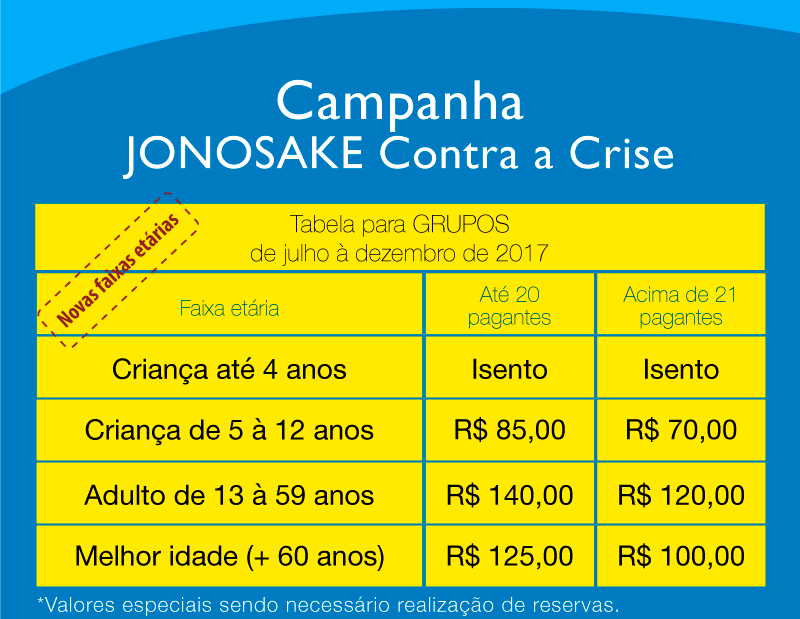 Campanha
JONOSAKE Contra a Crise
Novas faixas etárias
Tabela para GRUPOS
de julho à dezembro de 2017
Faixa etária
Até 20
pagantes
Acima de 21
pagantes
Criança até 4 anos
Isento
Isento
Criança de 5 à 12 anos
R$ 85,00
R$ 70,00
Adulto de 13 à 59 anos
R$ 140,00
R$ 120,00
Melhor idade (+ 60 anos)
R$ 125,00
R$ 100,00
*Valores especiais sendo necessário realização de reservas.